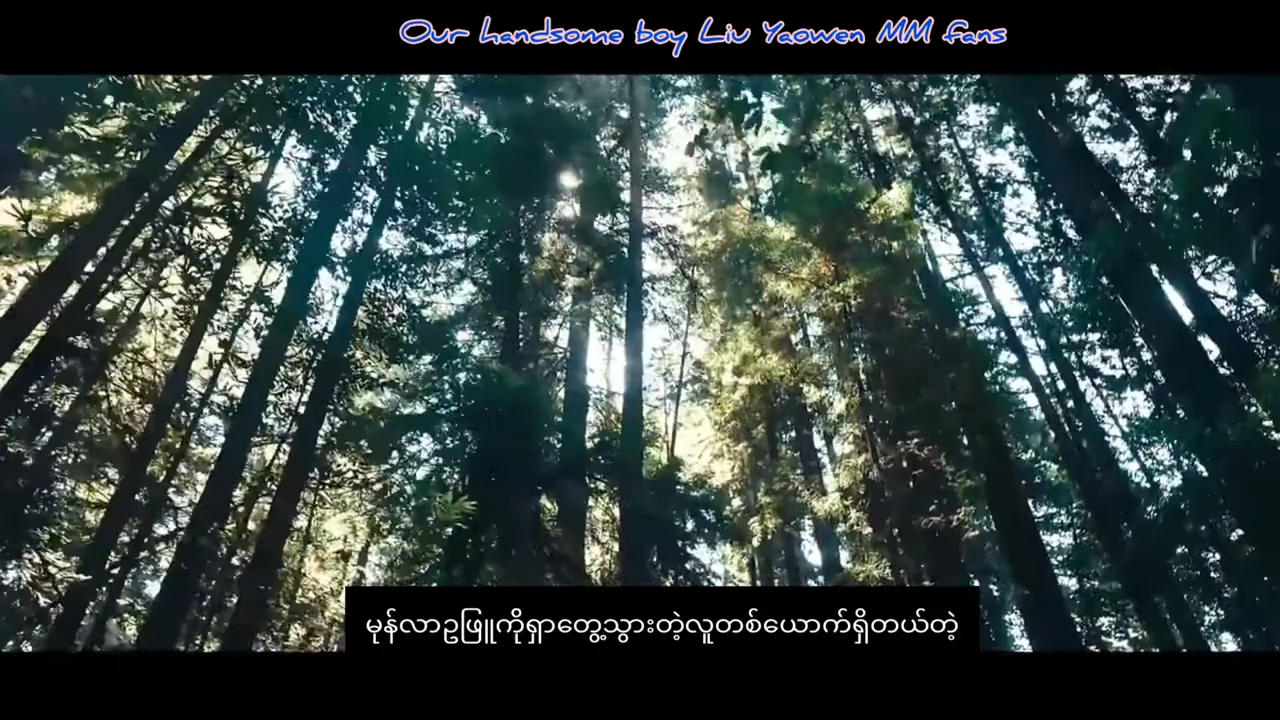 Our handsome boy Liu Yaowen MM fans
မုန်လာဥဖြူကိုရှာတွေ့သွားတဲ့လူတစ်ယောက်ရှိတယ်တဲ့